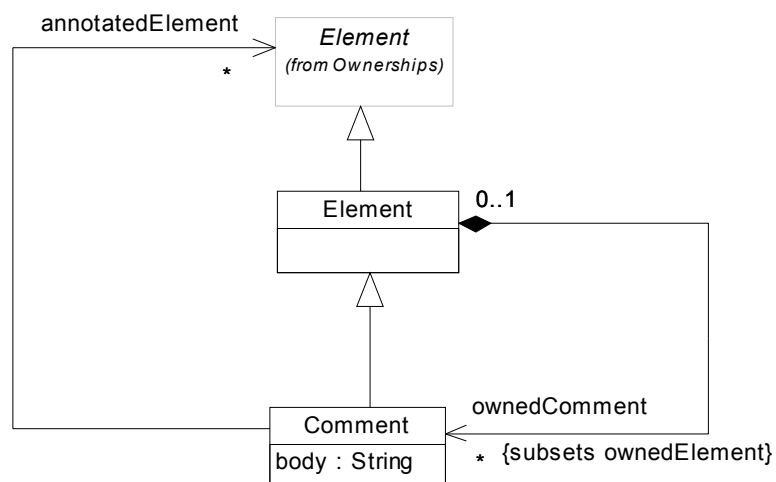 annotatedElement
*
Element
(from Ownerships)
Element
0..1
Comment
body : String
ownedComment
* {subsets ownedElement}